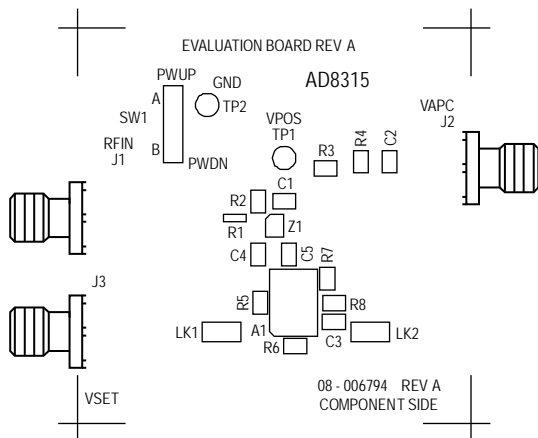 EVALUATION BOARD REV A
PWUP
GND
AD8315
A
SW1
TP2
VPOS
TP1
VAPC
J2
RFIN
J1
B
PWDN
R3
R4
C2
R2
C1
R1
Z1
C4
C5
R7
J3
R5
R8
LK1
A1
C3
LK2
R6
VSET
08 - 006794 REV A
COMPONENT SIDE